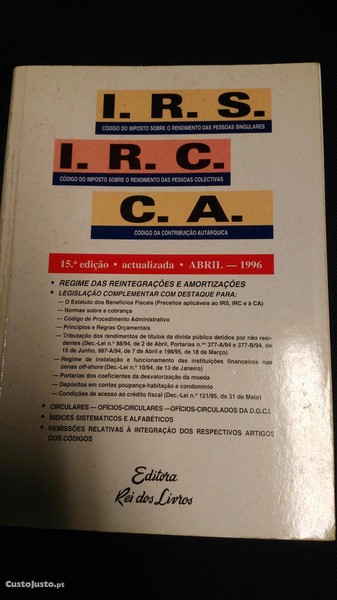 I. R. S.
CÓDIGO DO IMPOSTO SOBRE O RENDIMENTO DAS PESSOAS SINGULARES
I. R. C.
CÓDIGO DO IMPOSTO SOBRE O RENDIMENTO DAS PESSOAS COLECTIVAS
C. A.
CÓDIGO DA CONTRIBUIÇÃO AUTÁRQUICA
15.ª edição • actualizada • ABRIL — 1996
• REGIME DAS REINTEGRAÇÕES E AMORTIZAÇÕES
• LEGISLAÇÃO COMPLEMENTAR COM DESTAQUE PARA:
— O Estatuto dos Benefícios Fiscais (Preceitos aplicáveis ao IRS, IRC e à CA)
— Normas sobre a cobrança
— Código de Procedimento Administrativo
— Princípios e Regras Orçamentais
— Tributação dos rendimentos de títulos da dívida pública detidos por não resi-
dentes (Dec.-Lei n.º 88/94, de 2 de Abril, Portarias n.os 377-A/94 e 377-B/94, de
15 de Junho, 987-A/94, de 7 de Abril e 198/95, de 18 de Março).
— Regime de instalação e funcionamento das instituições financeiras nas
zonas off-shore (Dec.-Lei n.º 10/94, de 13 de Janeiro)
— Portarias dos coeficientes da desvalorização da moeda
— Depósitos em contas poupança-habitação e condomínio
— Condições de acesso ao crédito fiscal (Dec.-Lei n.º 121/95, de 31 de Maio)
• CIRCULARES — OFÍCIOS-CIRCULARES —OFÍCIOS-CIRCULADOS DA D.G.C.I.
• ÍNDICES SISTEMÁTICOS E ALFABÉTICOS
• REMISSÕES RELATIVAS À INTEGRAÇÃO DOS RESPECTIVOS ARTIGOS
DOS CÓDIGOS
Editora
Rei dos Livros
CustoJusto.pt